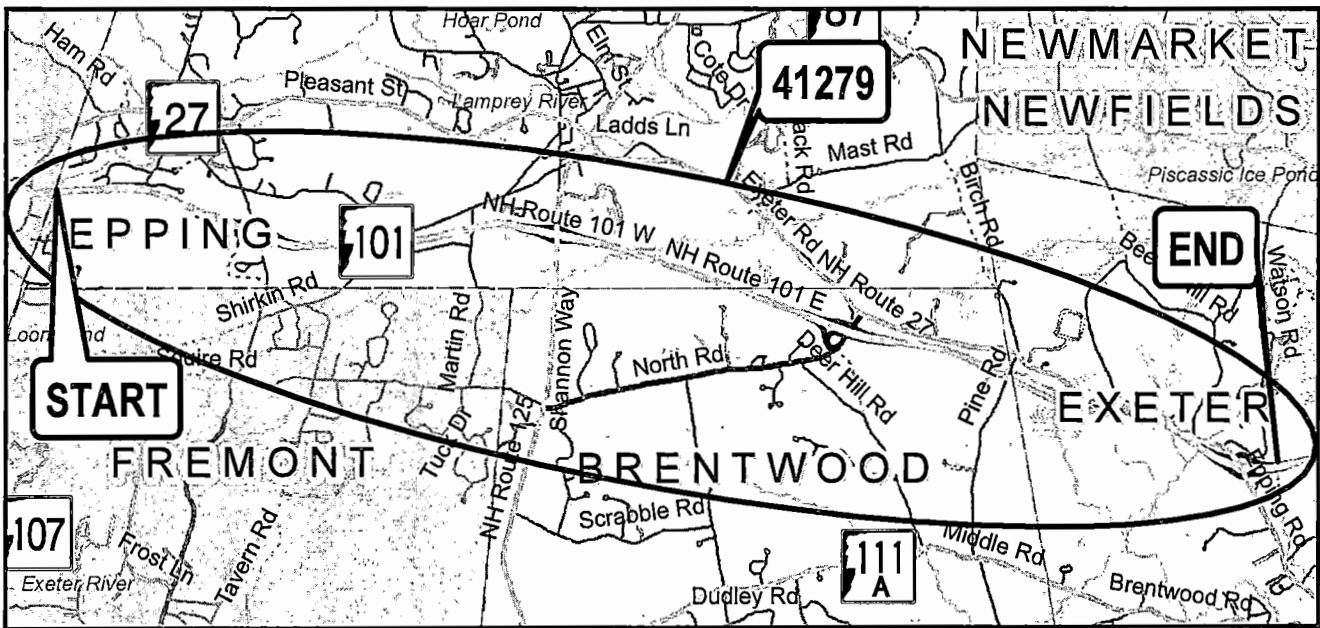 Hoar Pond
87
NEWMARKET
Ham Rd
Elm St
Cote Dr
41279
27
Pleasant St
Lamprey River
NEWFIELDS
Ladds Ln
Mast Rd
Piscassic Ice Pond
Birch Rd
EPPING
101
NH Route 101 W
Exeter Rd
NH Route 101 E
NH Route 27
END
Watson Rd
Shirkin Rd
Squire Rd
Martin Rd
Shannon Way
North Rd
Deer Hill Rd
Pine Rd
START
EXETER
FREMONT
Tuck Dr
NH Route 125
BRENTWOOD
Epping Rd
Scrabble Rd
107
Frost Ln
Tavern Rd
Exeter River
111
A
Middle Rd
Dudley Rd
Brentwood Rd